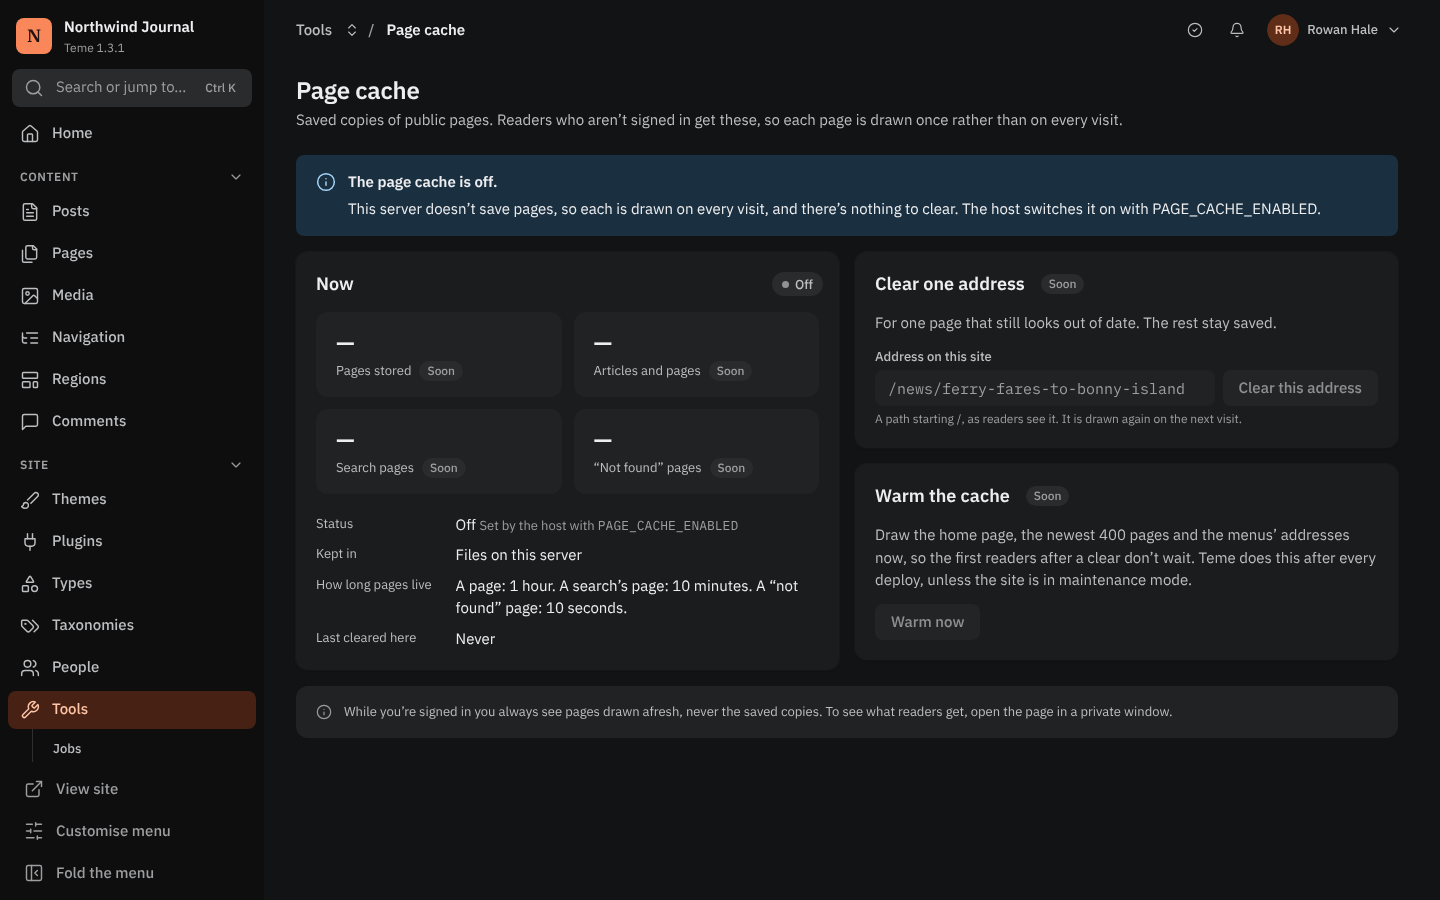 N
Northwind Journal
Teme 1.3.1
Search or jump to...
Ctrl K
Home
CONTENT
Posts
Pages
Media
Navigation
Regions
Comments
SITE
Themes
Plugins
Types
Taxonomies
People
Tools
Jobs
View site
Customise menu
Fold the menu
Tools / Page cache
RH Rowan Hale
Page cache
Saved copies of public pages. Readers who aren’t signed in get these, so each page is drawn once rather than on every visit.
The page cache is off.
This server doesn’t save pages, so each is drawn on every visit, and there’s nothing to clear. The host switches it on with PAGE_CACHE_ENABLED.
Now
Off
—
Pages stored Soon
—
Articles and pages Soon
—
Search pages Soon
—
“Not found” pages Soon
Status
Off Set by the host with PAGE_CACHE_ENABLED
Kept in
Files on this server
How long pages live
A page: 1 hour. A search’s page: 10 minutes. A “not
found” page: 10 seconds.
Last cleared here
Never
Clear one address Soon
For one page that still looks out of date. The rest stay saved.
Address on this site
/news/ferry-fares-to-bonny-island
Clear this address
A path starting /, as readers see it. It is drawn again on the next visit.
Warm the cache Soon
Draw the home page, the newest 400 pages and the menus’ addresses
now, so the first readers after a clear don’t wait. Teme does this after every
deploy, unless the site is in maintenance mode.
Warm now
While you’re signed in you always see pages drawn afresh, never the saved copies. To see what readers get, open the page in a private window.